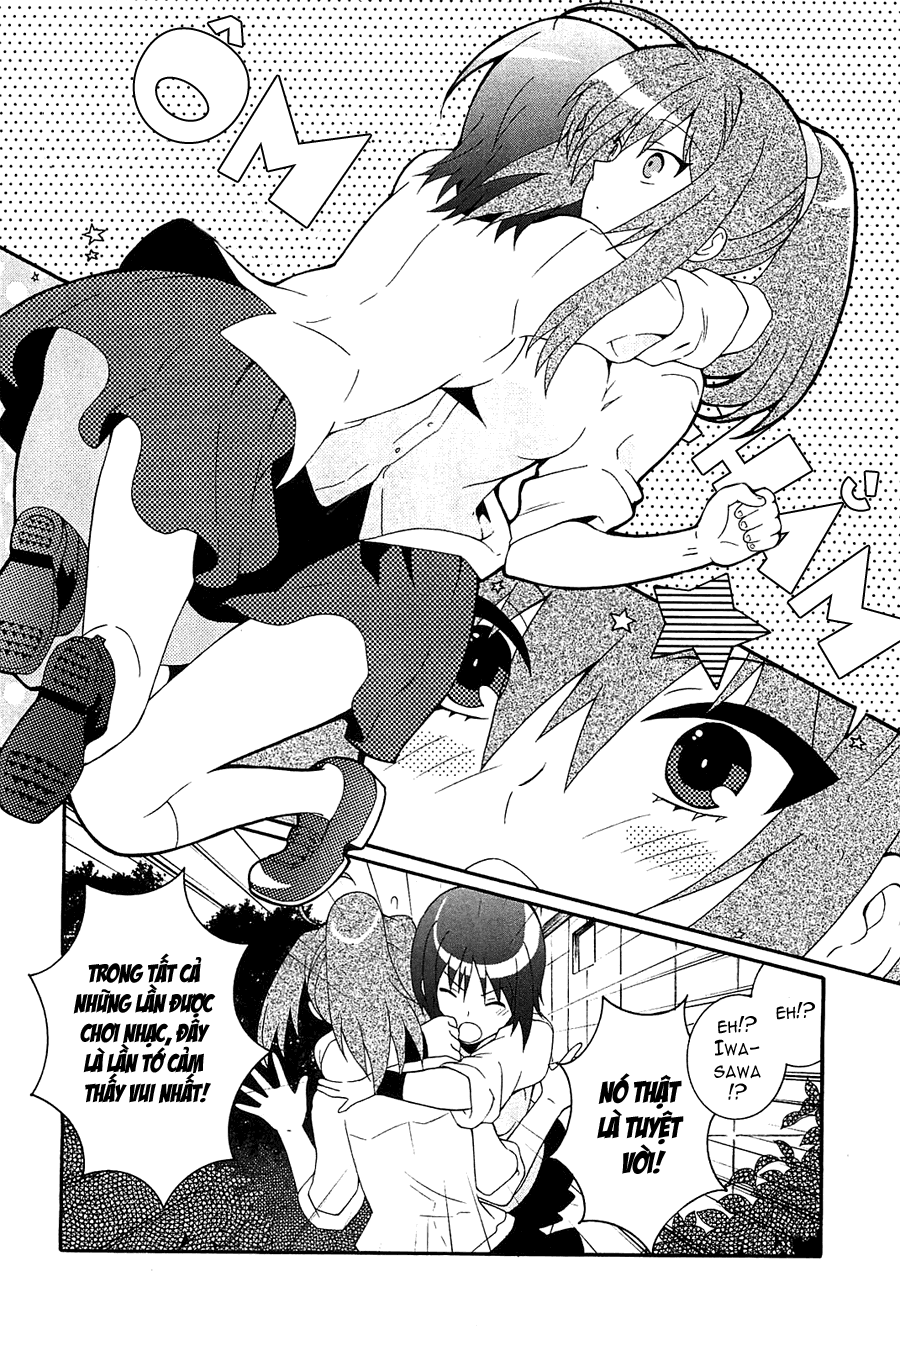 ÔM
CHẦM
EH!?
EH!?
IWA-
SAWA
!?
NÓ THẬT
LÀ TUYỆT
VỜI!
TRONG TẤT CẢ
NHỮNG LẦN ĐƯỢC
CHƠI NHẠC, ĐÂY
LÀ LẦN TỚ CẢM
THẤY VUI NHẤT!